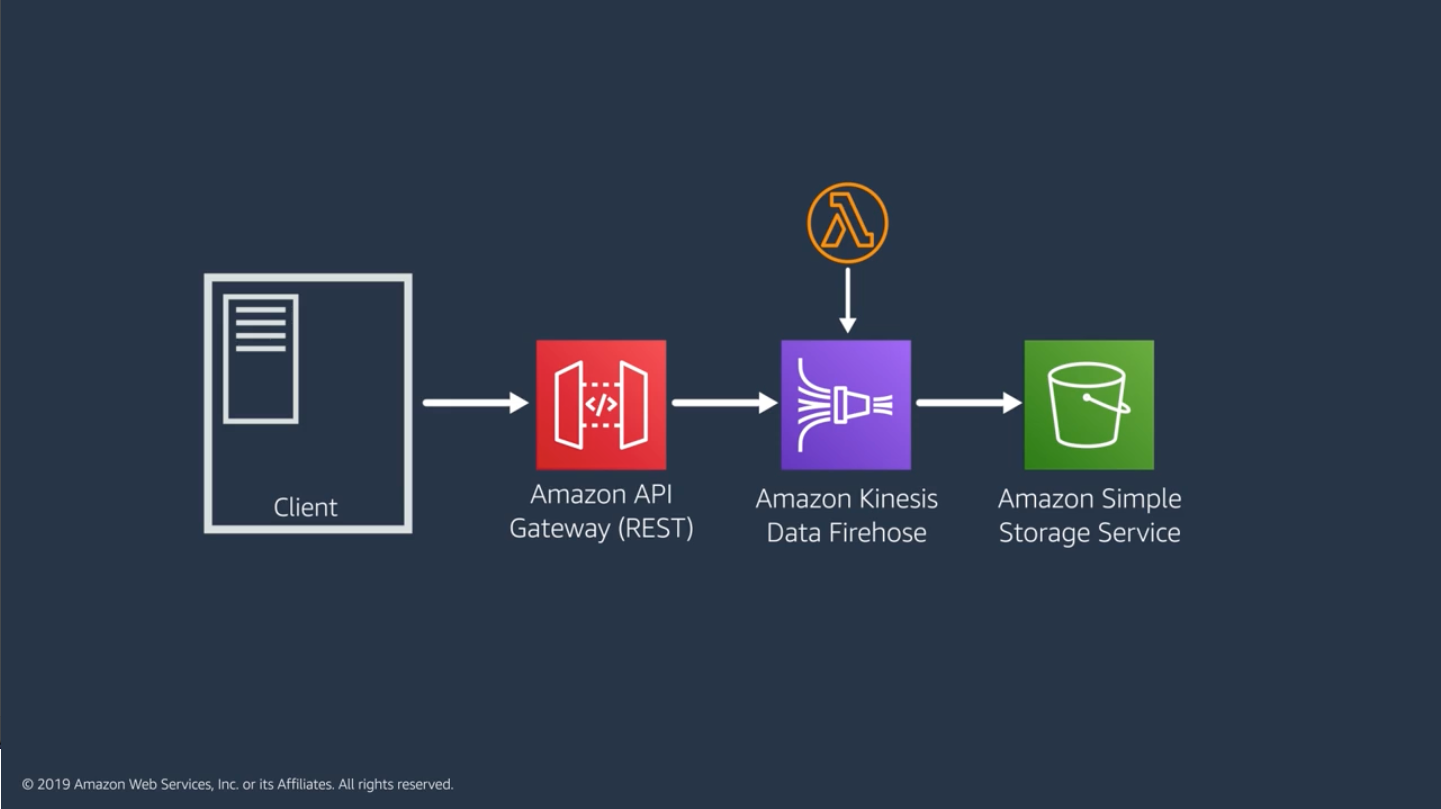 Client
Amazon API
Gateway (REST)
Amazon Kinesis
Data Firehose
Amazon Simple
Storage Service
© 2019 Amazon Web Services, Inc. or its Affiliates. All rights reserved.